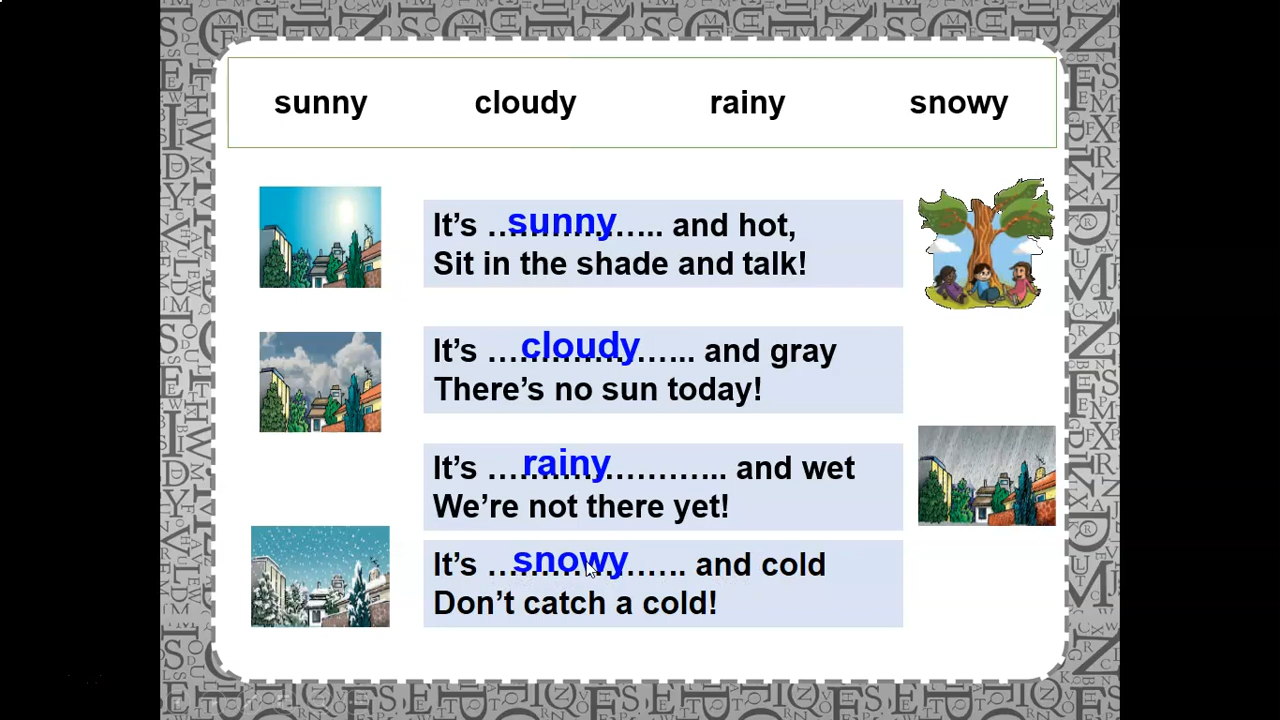 sunny cloudy rainy snowy
It's ...sunny..... and hot,
Sit in the shade and talk!
It's ...cloudy..... and gray
There's no sun today!
It's ...rainy........ and wet
We're not there yet!
It's ...snowy..... and cold
Don't catch a cold!